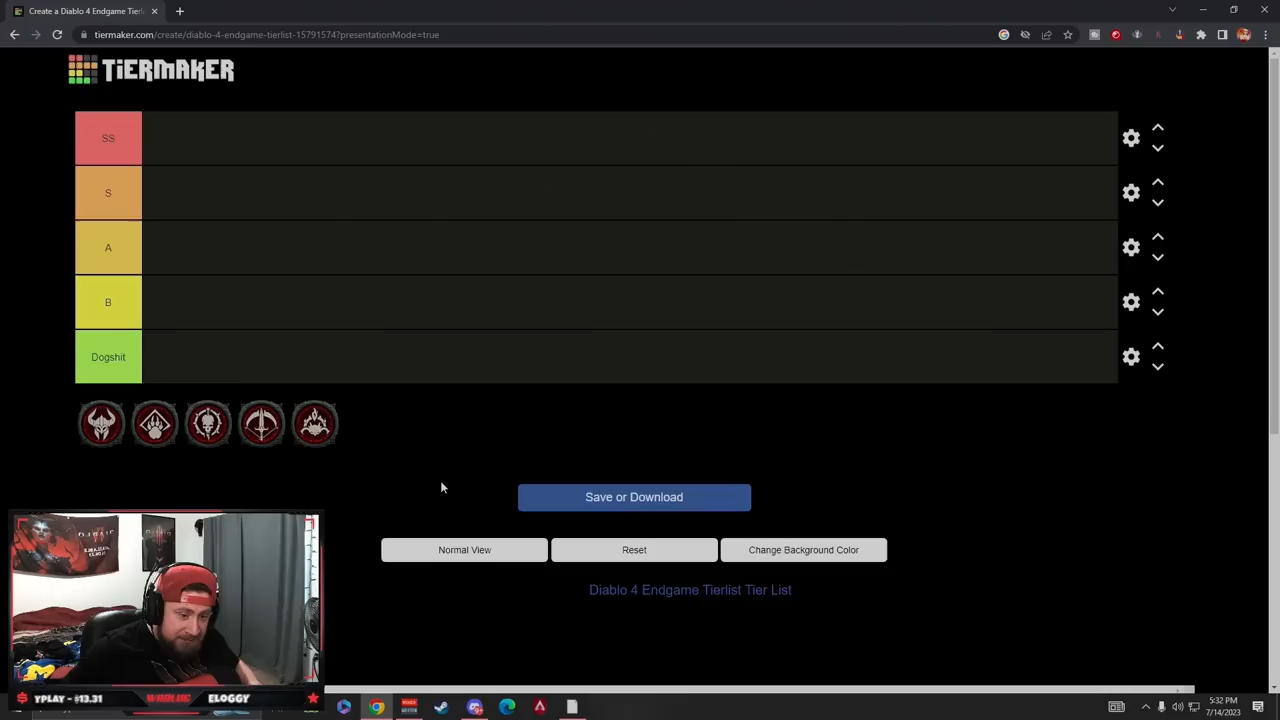 Create a Diablo 4 Endgame Tierlis
tiermaker.com/create/diablo-4-endgame-tierlist-15791574?presentationMode=true
TiERMAKER
SS
S
A
B
Dogshit
Save or Download
Normal View
Reset
Change Background Color
Diablo 4 Endgame Tierlist Tier List
YPLAY - $13.31
ELOGGY
5:32 PM
7/14/2023